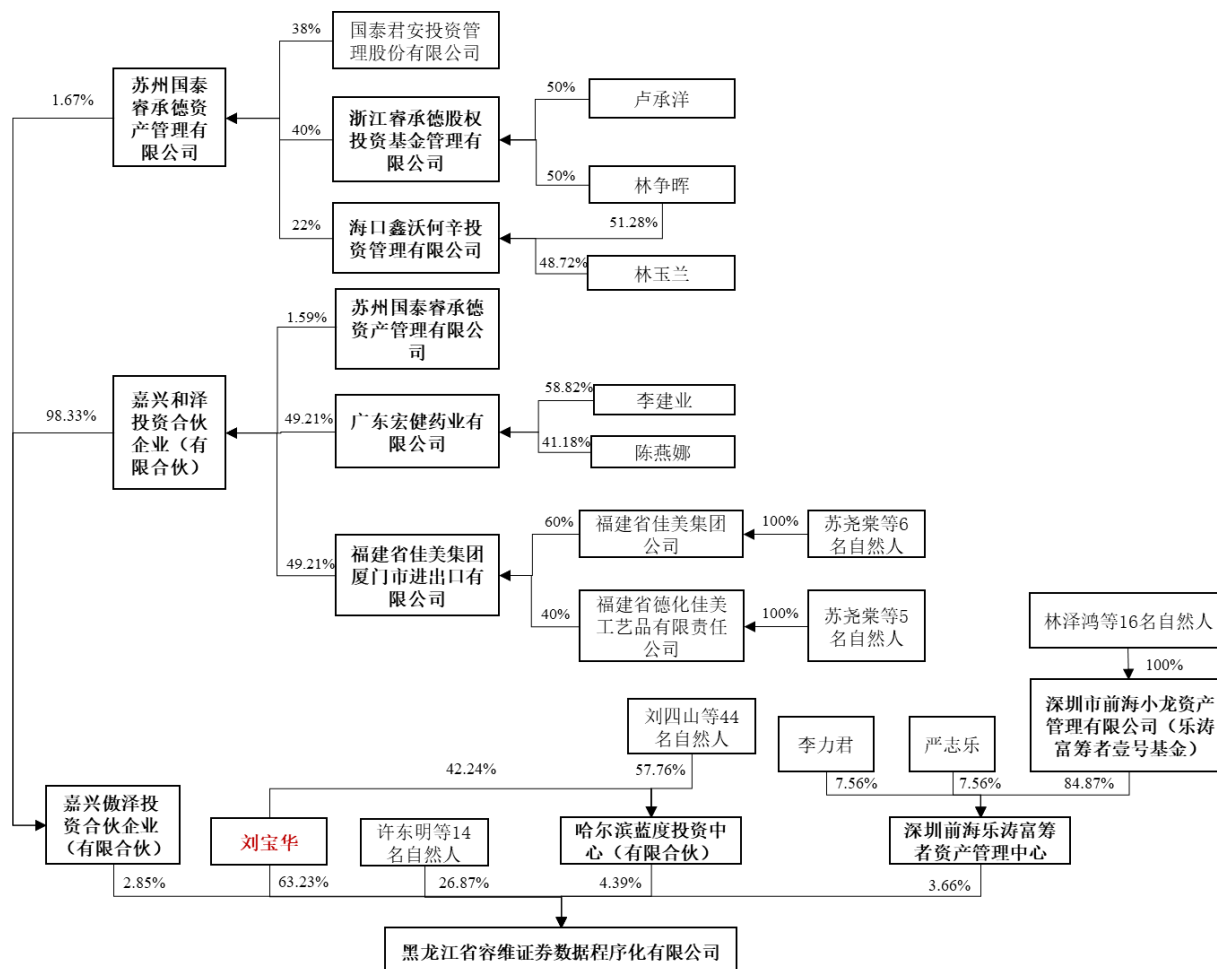 38%
国泰君安投资管
理股份有限公司
1.67%
苏州国泰
睿承德资
产管理有
限公司
40%
浙江睿承德股权
投资基金管理有
限公司
50%
卢承洋
50%
林争晖
51.28%
22%
海口鑫沃何辛投
资管理有限公司
48.72%
林玉兰
1.59%
苏州国泰睿承德
资产管理有限公
司
98.33%
嘉兴和泽
投资合伙
企业（有
限合伙）
49.21%
广东宏健药业有
限公司
58.82%
李建业
41.18%
陈燕娜
49.21%
福建省佳美集团
厦门市进出口有
限公司
60%
福建省佳美集团
公司
100%
苏尧棠等6
名自然人
40%
福建省德化佳美
工艺品有限责任
公司
100%
苏尧棠等5
名自然人
林泽鸿等16名自然人
100%
深圳市前海小龙资产
管理有限公司（乐涛
富筹者壹号基金）
刘四山等44
名自然人
李力君
严志乐
42.24%
57.76%
7.56%
7.56%
84.87%
嘉兴傲泽投
资合伙企业
（有限合伙）
刘宝华
许东明等14
名自然人
哈尔滨蓝度投资中
心（有限合伙）
深圳前海乐涛富筹
者资产管理中心
2.85%
63.23%
26.87%
4.39%
3.66%
黑龙江省容维证券数据程序化有限公司